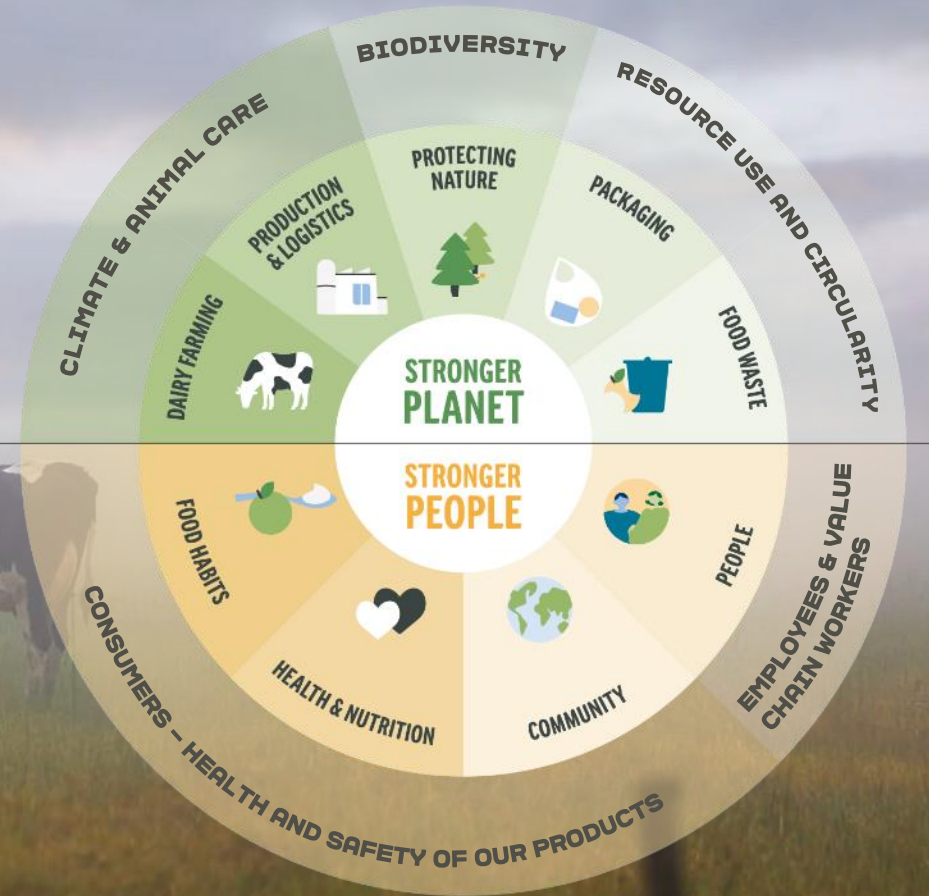 BIODIVERSITY
CLIMATE & ANIMAL CARE
RESOURCE USE AND CIRCULARITY
PROTECTING
NATURE
PRODUCTION
& LOGISTICS
PACKAGING
DAIRY FARMING
FOOD WASTE
STRONGER
PLANET
STRONGER
PEOPLE
FOOD HABITS
PEOPLE
HEALTH & NUTRITION
COMMUNITY
EMPLOYEES & VALUE
CHAIN WORKERS
CONSUMERS – HEALTH AND SAFETY OF OUR PRODUCTS